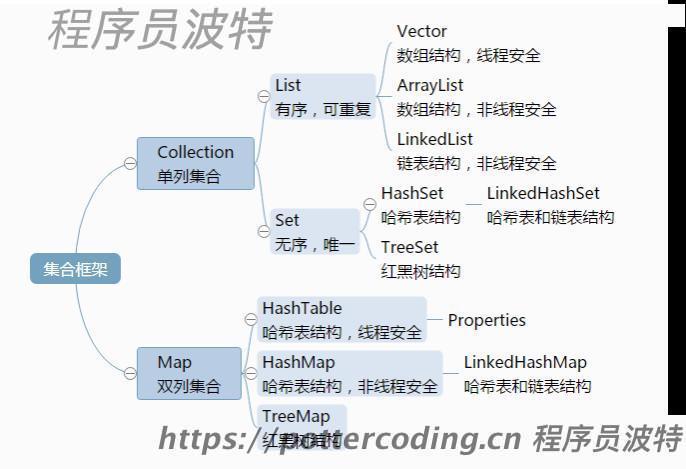 程序员波特
Vector
数组结构，线程安全
List
有序，可重复
ArrayList
数组结构，非线程安全
LinkedList
链表结构，非线程安全
Collection
单列集合
Set
无序，唯一
HashSet
哈希表结构
LinkedHashSet
哈希表和链表结构
TreeSet
红黑树结构
集合框架
HashTable
哈希表结构，线程安全
Properties
Map
双列集合
HashMap
哈希表结构，非线程安全
LinkedHashMap
哈希表和链表结构
TreeMap
红黑树结构
https://pottercoding.cn 程序员波特